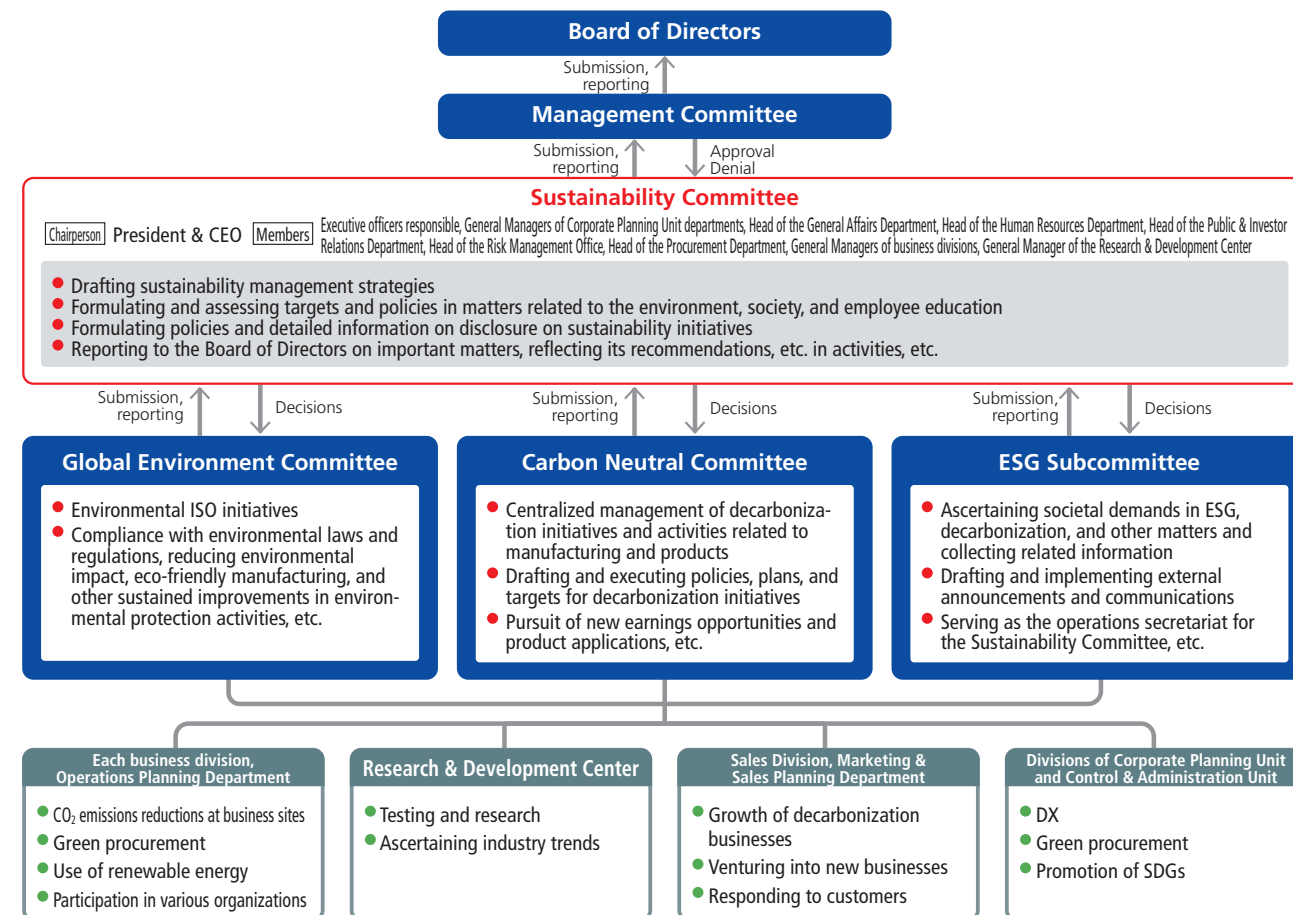 Board of Directors
Submission,
reporting
Management Committee
Submission,
reporting
Approval
Denial
Sustainability Committee
Chairperson President & CEO Members Executive officers responsible, General Managers of Corporate Planning Unit departments, Head of the General Affairs Department, Head of the Human Resources Department, Head of the Public & Investor
Relations Department, Head of the Risk Management Office, Head of the Procurement Department, General Managers of business divisions, General Manager of the Research & Development Center
● Drafting sustainability management strategies
● Formulating and assessing targets and policies in matters related to the environment, society, and employee education
● Formulating policies and detailed information on disclosure on sustainability initiatives
● Reporting to the Board of Directors on important matters, reflecting its recommendations, etc. in activities, etc.
Submission,
reporting
Decisions
Submission,
reporting
Decisions
Submission,
reporting
Decisions
Global Environment Committee
● Environmental ISO initiatives
● Compliance with environmental laws and
regulations, reducing environmental
impact, eco-friendly manufacturing, and
other sustained improvements in environ-
mental protection activities, etc.
Carbon Neutral Committee
● Centralized management of decarboniza-
tion initiatives and activities related to
manufacturing and products
● Drafting and executing policies, plans, and
targets for decarbonization initiatives
● Pursuit of new earnings opportunities and
product applications, etc.
ESG Subcommittee
● Ascertaining societal demands in ESG,
decarbonization, and other matters and
collecting related information
● Drafting and implementing external
announcements and communications
● Serving as the operations secretariat for
the Sustainability Committee, etc.
Each business division,
Operations Planning Department
● CO₂ emissions reductions at business sites
● Green procurement
● Use of renewable energy
● Participation in various organizations
Research & Development Center
● Testing and research
● Ascertaining industry trends
Sales Division, Marketing &
Sales Planning Department
● Growth of decarbonization
businesses
● Venturing into new businesses
● Responding to customers
Divisions of Corporate Planning Unit
and Control & Administration Unit
● DX
● Green procurement
● Promotion of SDGs